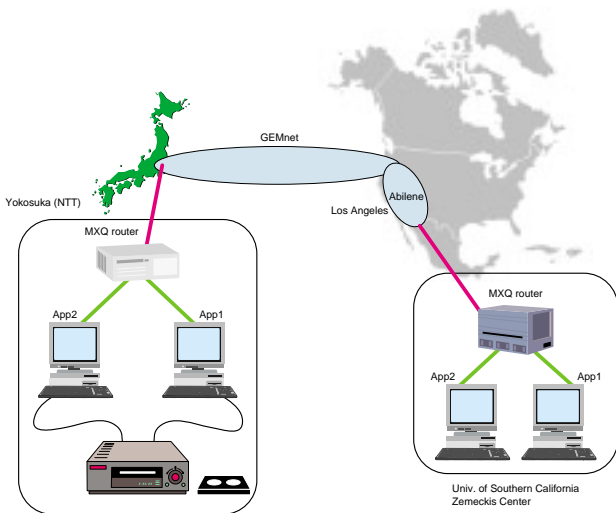 GEMnet
Abilene
Yokosuka (NTT)
Los Angeles
MXQ router
App2
App1
MXQ router
App2
App1
Univ. of Southern California
Zemeckis Center